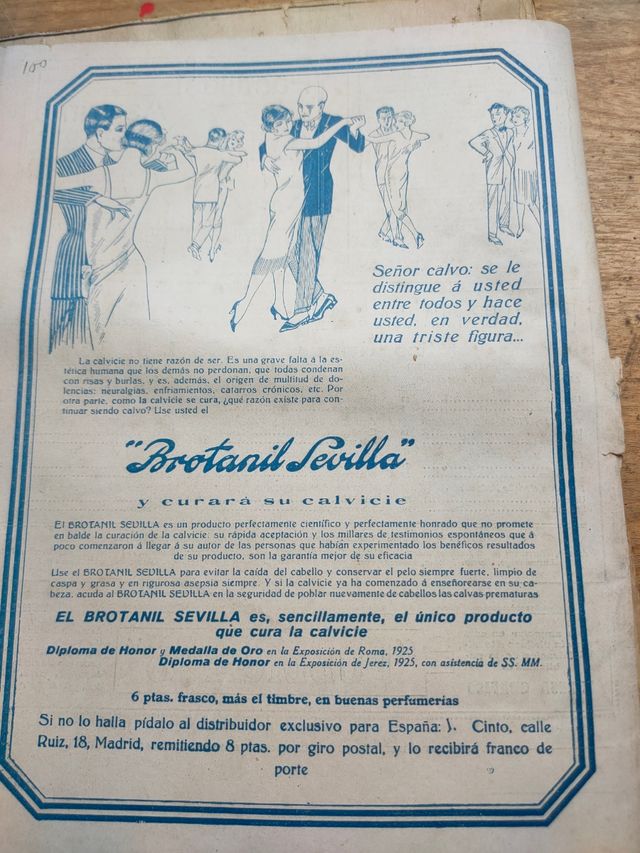 100
Señor calvo: se le
distingue á usted
entre todos y hace
usted, en verdad,
una triste figura...
La calvicie no tiene razón de ser. Es una grave falta á la es-
tética humana que los demás no perdonan, que todas condenan
con risas y burlas, y es, además, el origen de multitud de do-
lencias: neuralgias, enfriamientos, catarros crónicos, etc. Por
otra parte, como la calvicie se cura, ¿qué razón existe para con-
tinuar siendo calvo? Use usted el
"Brotanil Sevilla"
y curará su calvicie
El BROTANIL SEVILLA es un producto perfectamente científico y perfectamente honrado que no promete
en balde la curación de la calvicie: su rápida aceptación y los millares de testimonios espontáneos que á
poco comenzaron á llegar á su autor de las personas que habían experimentado los benéficos resultados
de su producto, son la garantía mejor de su eficacia
Use el BROTANIL SEVILLA para evitar la caída del cabello y conservar el pelo siempre fuerte, limpio de
caspa y grasa y en rigurosa asepsia siempre. Y si la calvicie ya ha comenzado á enseñorearse en su ca-
beza, acuda al BROTANIL SEVILLA en la seguridad de poblar nuevamente de cabellos las calvas prematuras
EL BROTANIL SEVILLA es, sencillamente, el único producto
que cura la calvicie
Diploma de Honor y Medalla de Oro en la Exposición de Roma, 1925
Diploma de Honor en la Exposición de Jerez, 1925, con asistencia de SS. MM.
6 ptas. frasco, más el timbre, en buenas perfumerías
Si no lo halla pídalo al distribuidor exclusivo para España: J. Cinto, calle
Ruiz, 18, Madrid, remitiendo 8 ptas. por giro postal, y lo recibirá franco de
porte